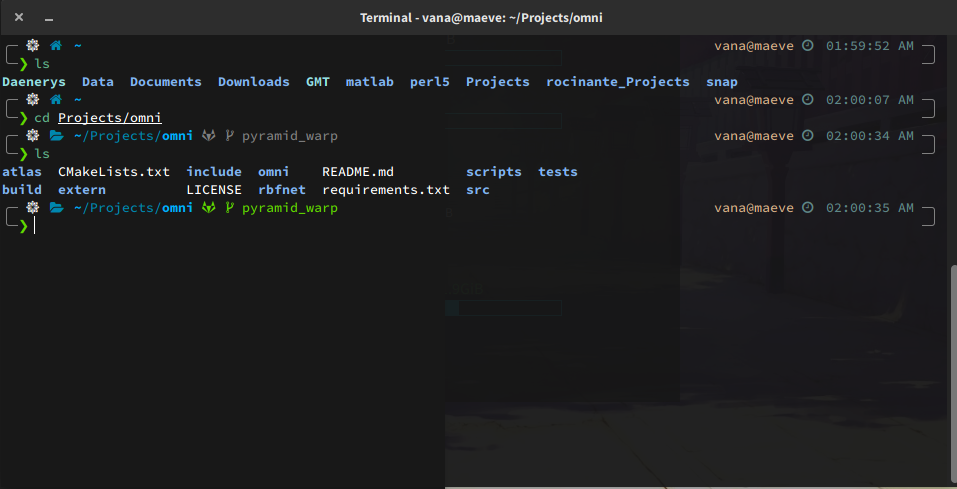 Terminal - vana@maeve: ~/Projects/omni
~ vana@maeve 01:59:52 AM
❯ ls
Daenerys Data Documents Downloads GMT matlab perl5 Projects rocinante_Projects snap
~ vana@maeve 02:00:07 AM
❯ cd Projects/omni
~/Projects/omni pyramid_warp vana@maeve 02:00:34 AM
❯ ls
atlas CMakeLists.txt include omni README.md scripts tests
build extern LICENSE rbfnet requirements.txt src
~/Projects/omni pyramid_warp vana@maeve 02:00:35 AM
❯